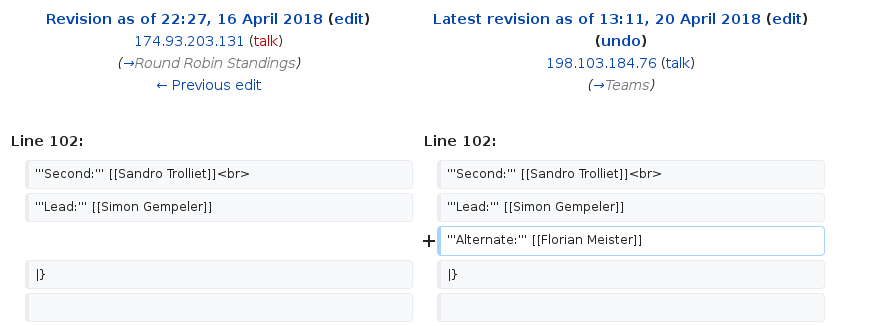 Revision as of 22:27, 16 April 2018 (edit)
174.93.203.131 (talk)
(→Round Robin Standings)
← Previous edit
Latest revision as of 13:11, 20 April 2018 (edit)
(undo)
198.103.184.76 (talk)
(→Teams)
Line 102:
Line 102:
'''Second:''' [[Sandro Trolliet]]<br>
'''Second:''' [[Sandro Trolliet]]<br>
'''Lead:''' [[Simon Gempeler]]
'''Lead:''' [[Simon Gempeler]]
+ '''Alternate:''' [[Florian Meister]]
|}
|}